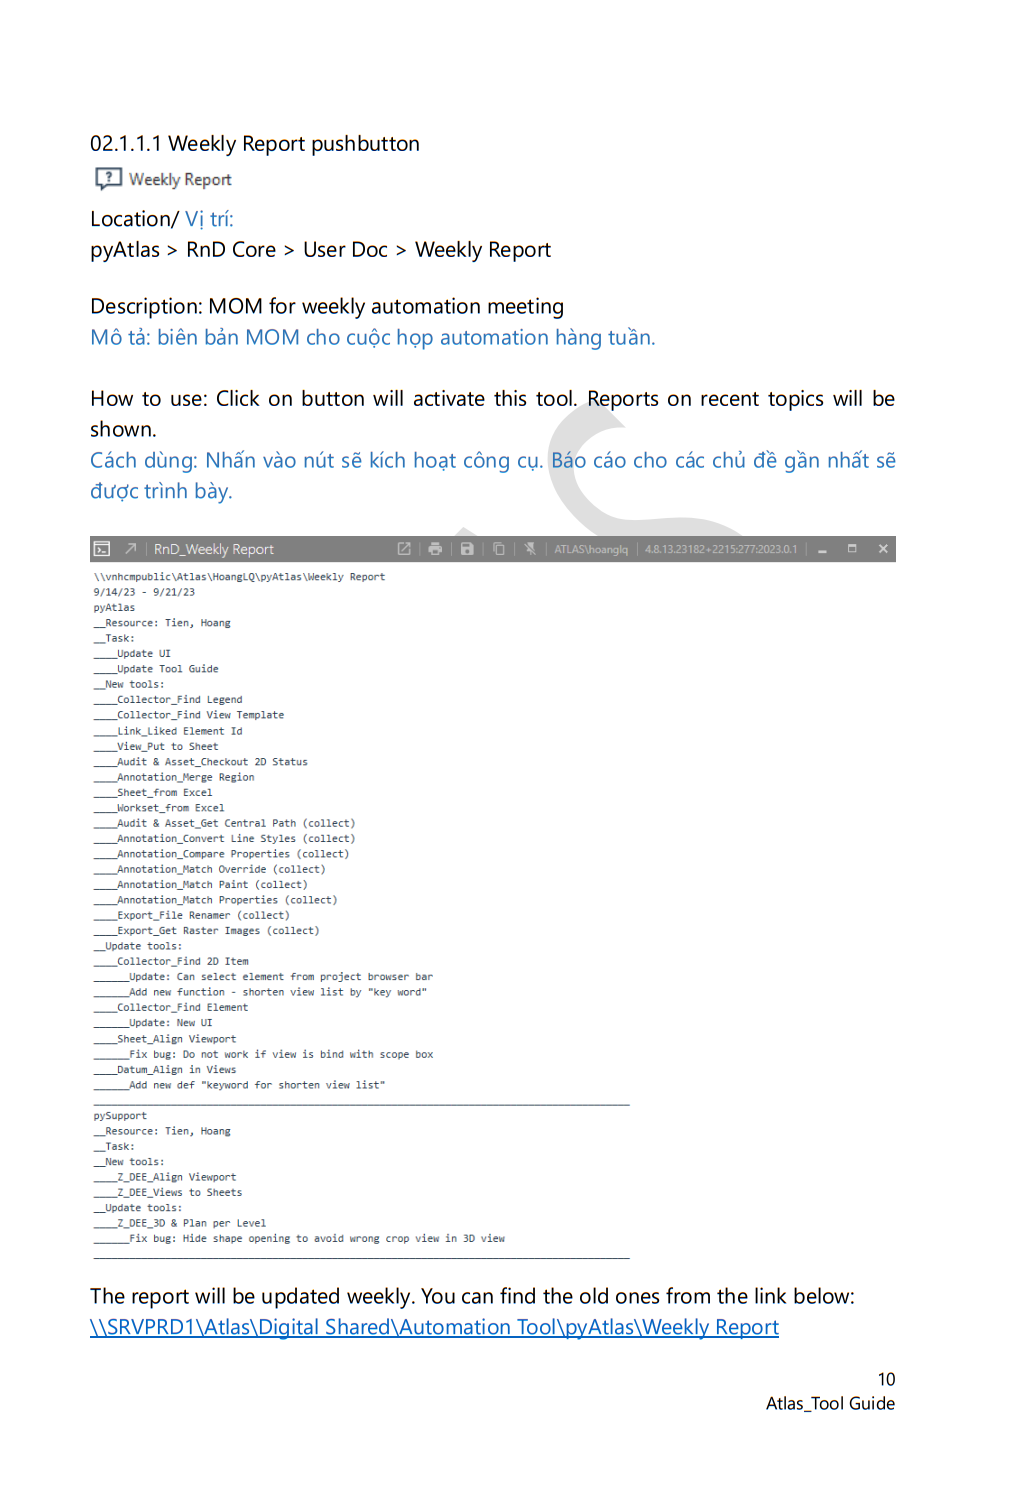 02.1.1.1 Weekly Report pushbutton
Weekly Report
Location/ Vị trí:
pyAtlas > RnD Core > User Doc > Weekly Report
Description: MOM for weekly automation meeting
Mô tả: biên bản MOM cho cuộc họp automation hàng tuần.
How to use: Click on button will activate this tool. Reports on recent topics will be
shown.
Cách dùng: Nhấn vào nút sẽ kích hoạt công cụ. Báo cáo cho các chủ đề gần nhất sẽ
được trình bày.
RnD_Weekly Report ATLAS\hoanglq 4.8.13.23182+2215:277:2023.0.1
\\vnhcmpublic\Atlas\HoangLQ\pyAtlas\Weekly Report
9/14/23 - 9/21/23
pyAtlas
__Resource: Tien, Hoang
__Task:
____Update UI
____Update Tool Guide
__New tools:
____Collector_Find Legend
____Collector_Find View Template
____Link_Liked Element Id
____View_Put to Sheet
____Audit & Asset_Checkout 2D Status
____Annotation_Merge Region
____Sheet_from Excel
____Workset_from Excel
____Audit & Asset_Get Central Path (collect)
____Annotation_Convert Line Styles (collect)
____Annotation_Compare Properties (collect)
____Annotation_Match Override (collect)
____Annotation_Match Paint (collect)
____Annotation_Match Properties (collect)
____Export_File Renamer (collect)
____Export_Get Raster Images (collect)
__Update tools:
____Collector_Find 2D Item
______Update: Can select element from project browser bar
______Add new function - shorten view list by "key word"
____Collector_Find Element
______Update: New UI
____Sheet_Align Viewport
______Fix bug: Do not work if view is bind with scope box
____Datum_Align in Views
______Add new def "keyword for shorten view list"
pySupport
__Resource: Tien, Hoang
__Task:
__New tools:
____Z_DEE_Align Viewport
____Z_DEE_Views to Sheets
__Update tools:
____Z_DEE_3D & Plan per Level
______Fix bug: Hide shape opening to avoid wrong crop view in 3D view
The report will be updated weekly. You can find the old ones from the link below:
\\SRVPRD1\Atlas\Digital Shared\Automation Tool\pyAtlas\Weekly Report
10
Atlas_Tool Guide